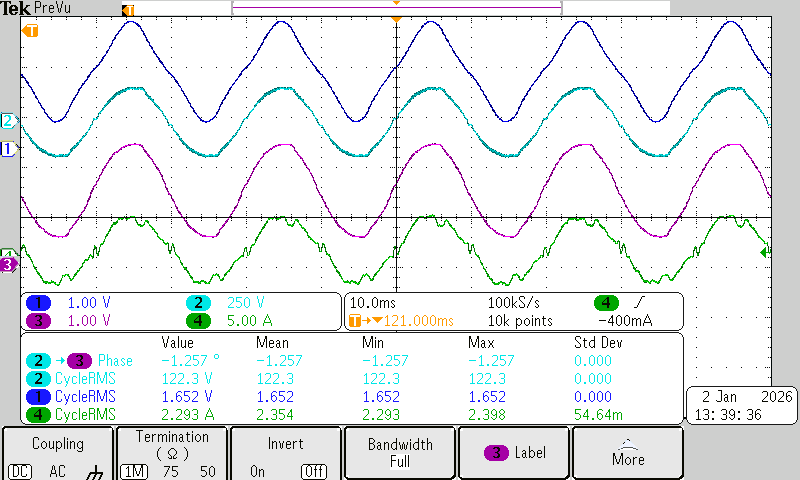 Tek PreVu
T
T
2
1
4
3
1 1.00 V 2 250 V
3 1.00 V 4 5.00 A
10.0ms 100kS/s 4
T→▼121.000ms 10k points −400mA
Value Mean Min Max Std Dev
2 →3 Phase −1.257 ° −1.257 −1.257 −1.257 0.000
2 CycleRMS 122.3 V 122.3 122.3 122.3 0.000
1 CycleRMS 1.652 V 1.652 1.652 1.652 0.000
4 CycleRMS 2.293 A 2.354 2.293 2.398 54.64m
2 Jan 2026
13:39:36
Coupling
DC AC
Termination
(Ω)
1M 75 50
Invert
On Off
Bandwidth
Full
3 Label
More